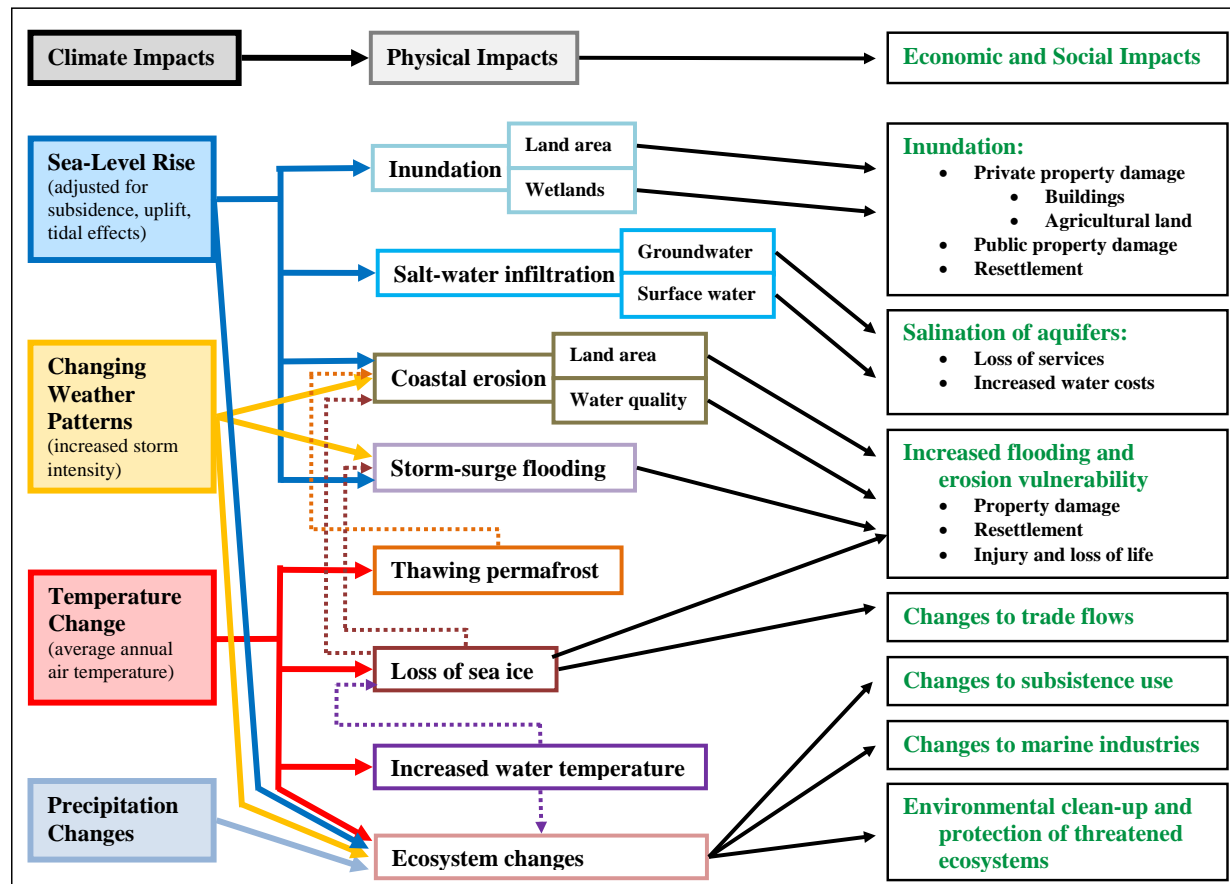 Climate Impacts
Physical Impacts
Economic and Social Impacts
Sea-Level Rise
(adjusted for
subsidence, uplift,
tidal effects)
Changing
Weather
Patterns
(increased storm
intensity)
Temperature
Change
(average annual
air temperature)
Precipitation
Changes
Inundation
Land area
Wetlands
Salt-water infiltration
Groundwater
Surface water
Coastal erosion
Land area
Water quality
Storm-surge flooding
Thawing permafrost
Loss of sea ice
Increased water temperature
Ecosystem changes
Inundation:
• Private property damage
• Buildings
• Agricultural land
• Public property damage
• Resettlement
Salination of aquifers:
• Loss of services
• Increased water costs
Increased flooding and
erosion vulnerability
• Property damage
• Resettlement
• Injury and loss of life
Changes to trade flows
Changes to subsistence use
Changes to marine industries
Environmental clean-up and
protection of threatened
ecosystems